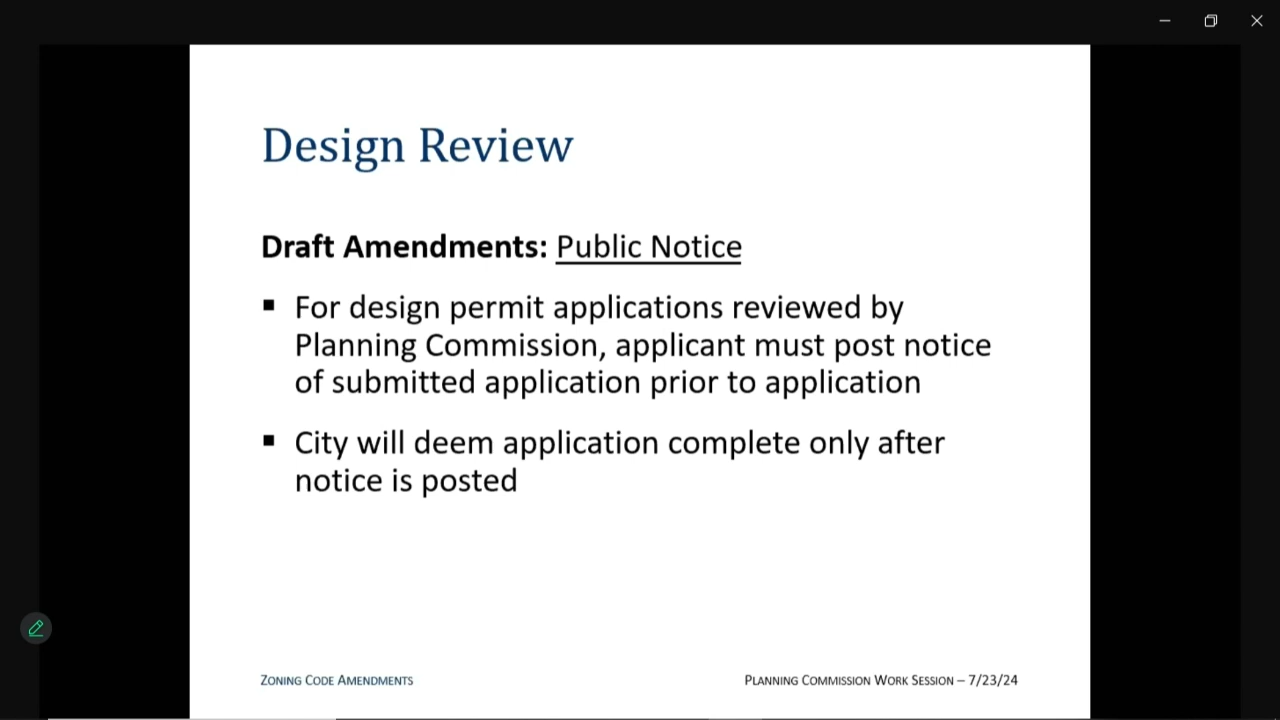 Design Review
Draft Amendments: Public Notice
▪ For design permit applications reviewed by
Planning Commission, applicant must post notice
of submitted application prior to application
▪ City will deem application complete only after
notice is posted
ZONING CODE AMENDMENTS
PLANNING COMMISSION WORK SESSION – 7/23/24